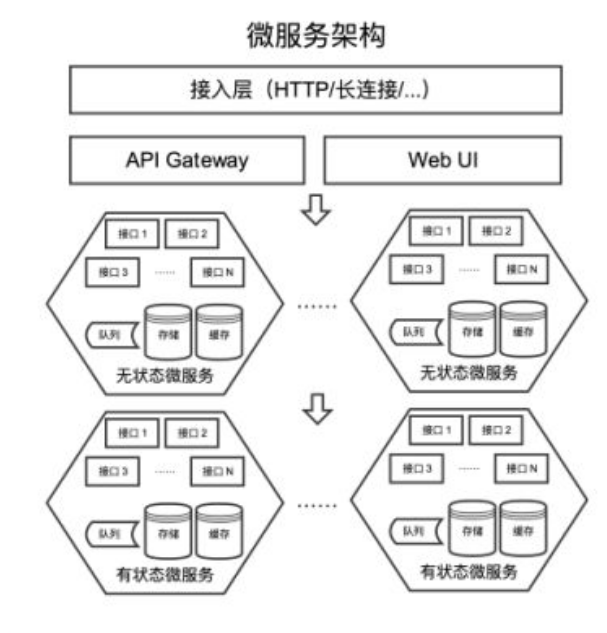 微服务架构
接入层（HTTP/长连接/...）
API Gateway
Web UI
接口 1 接口 2
接口 3 ...... 接口 N
队列 存储 缓存
无状态微服务
......
接口 1 接口 2
接口 3 ...... 接口 N
队列 存储 缓存
无状态微服务
接口 1 接口 2
接口 3 ...... 接口 N
队列 存储 缓存
有状态微服务
......
接口 1 接口 2
接口 3 ...... 接口 N
队列 存储 缓存
有状态微服务